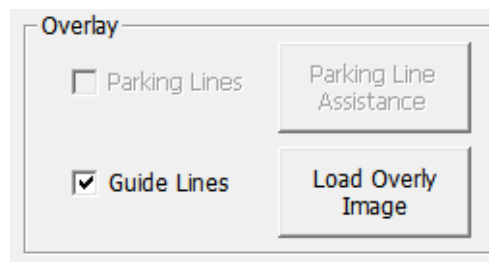 Overlay
Parking Lines
Parking Line
Assistance
Guide Lines
Load Overly
Image